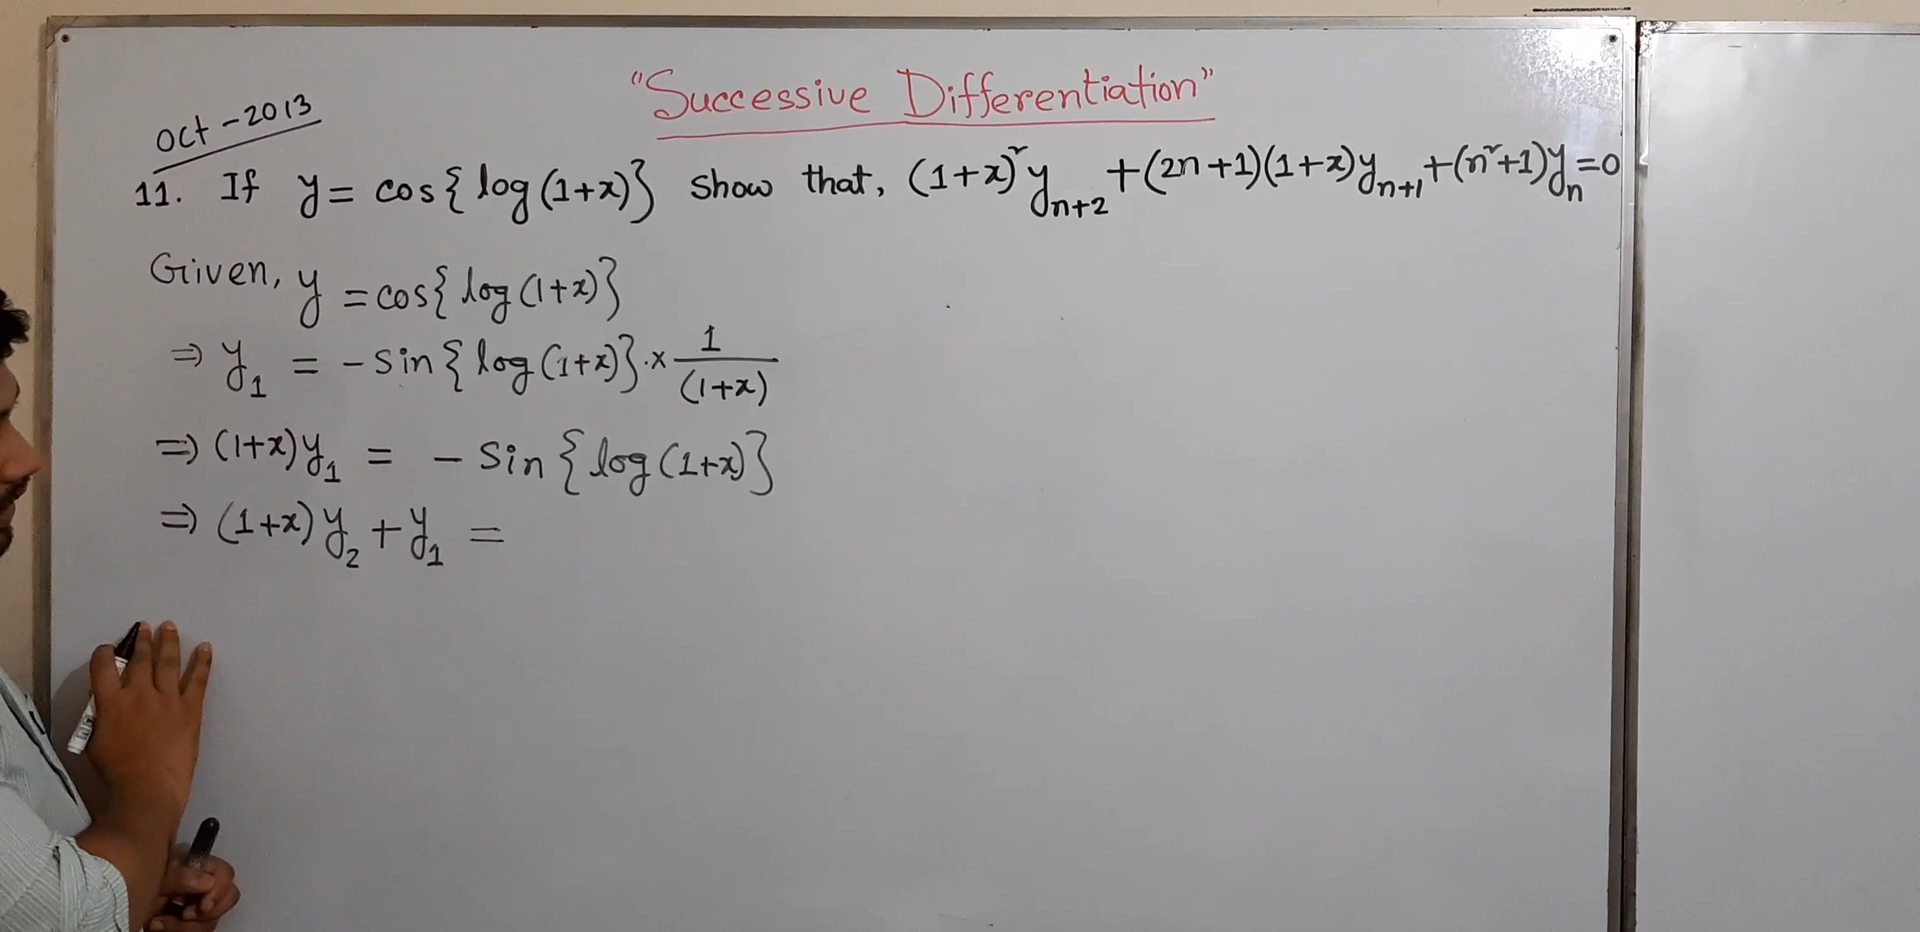 "Successive Differentiation"
Oct - 2013
11. If y = cos{log(1+x)} show that, (1+x)²yₙ₊₂ + (2n+1)(1+x)yₙ₊₁ + (n²+1)yₙ = 0
Given, y = cos{log(1+x)}
⇒ y₁ = - sin{log(1+x)}·x 1/(1+x)
⇒ (1+x)y₁ = - sin{log(1+x)}
⇒ (1+x)y₂ + y₁ =